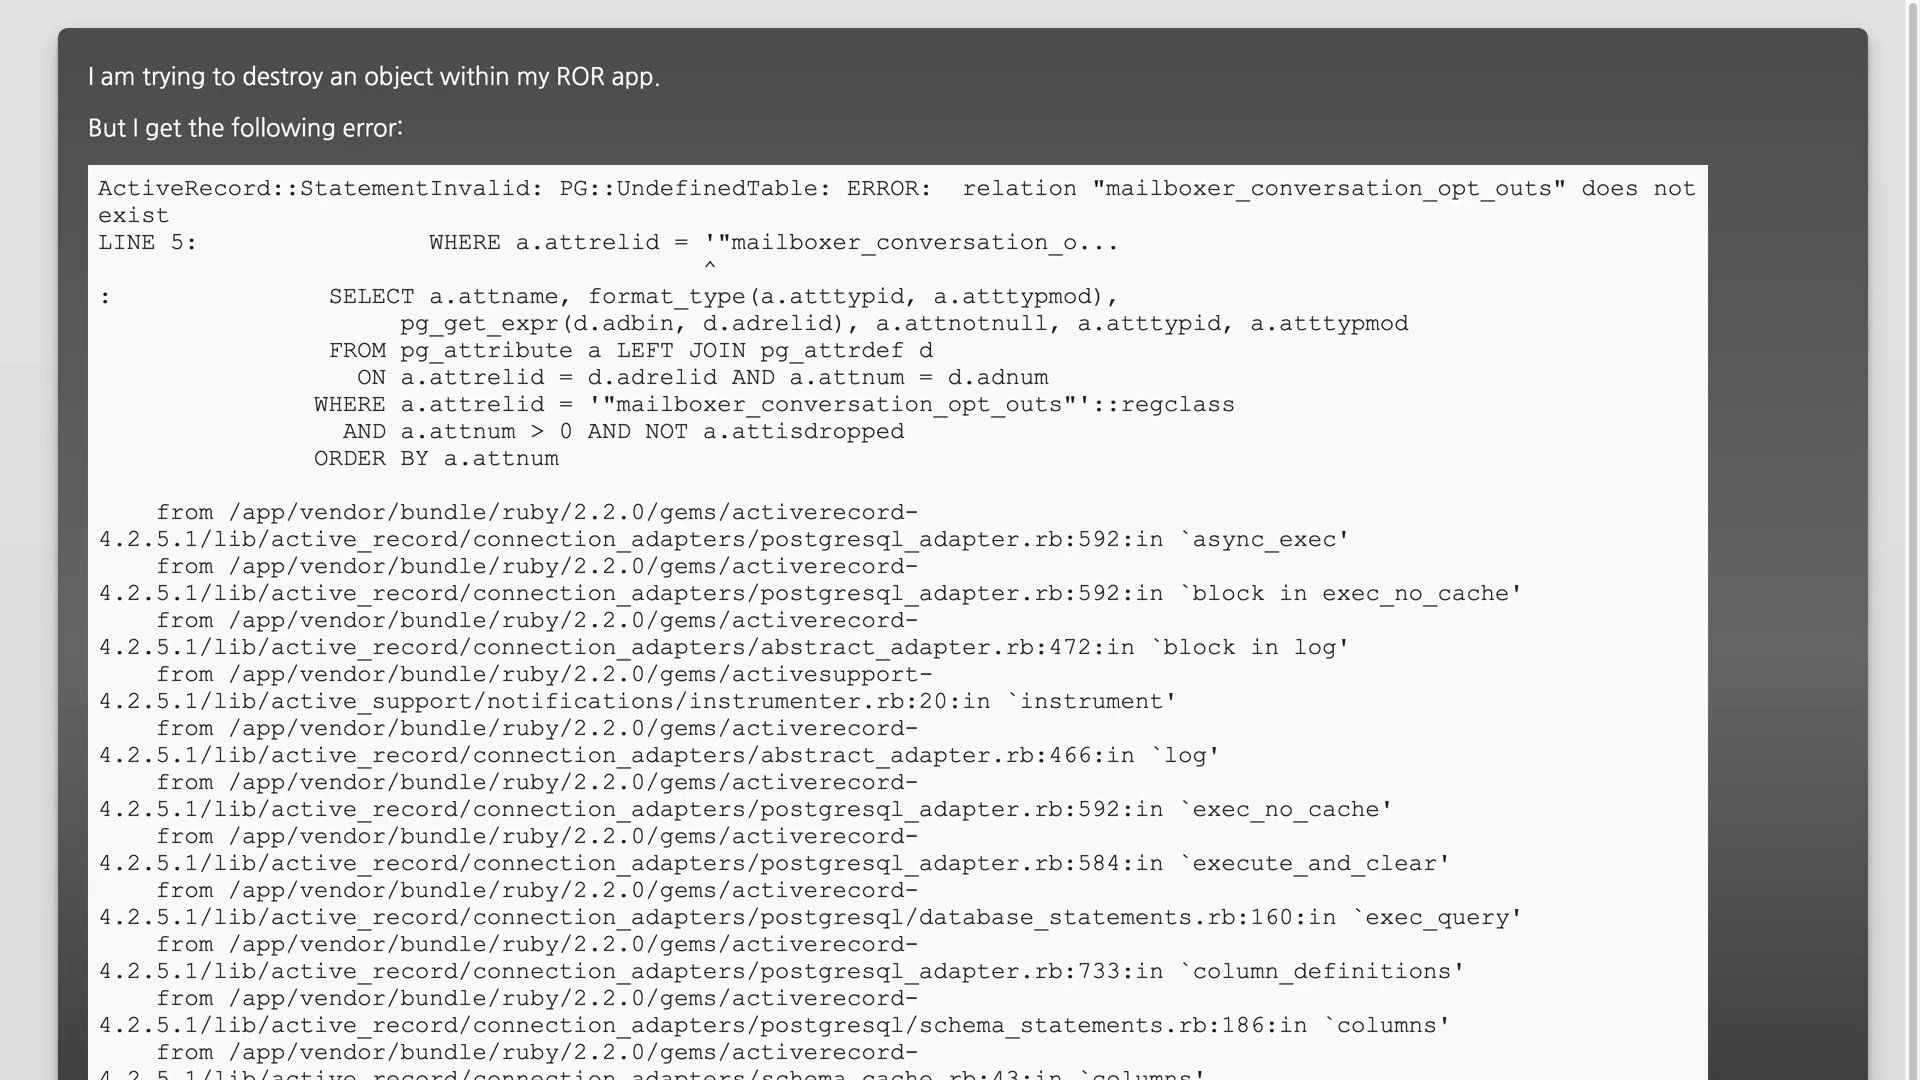 I am trying to destroy an object within my ROR app.
But I get the following error:
ActiveRecord::StatementInvalid: PG::UndefinedTable: ERROR:  relation "mailboxer_conversation_opt_outs" does not
exist
LINE 5:                WHERE a.attrelid = '"mailboxer_conversation_o...
                                          ^
:               SELECT a.attname, format_type(a.atttypid, a.atttypmod),
                     pg_get_expr(d.adbin, d.adrelid), a.attnotnull, a.atttypid, a.atttypmod
                FROM pg_attribute a LEFT JOIN pg_attrdef d
                  ON a.attrelid = d.adrelid AND a.attnum = d.adnum
               WHERE a.attrelid = '"mailboxer_conversation_opt_outs"'::regclass
                 AND a.attnum > 0 AND NOT a.attisdropped
               ORDER BY a.attnum
    from /app/vendor/bundle/ruby/2.2.0/gems/activerecord-
4.2.5.1/lib/active_record/connection_adapters/postgresql_adapter.rb:592:in `async_exec'
    from /app/vendor/bundle/ruby/2.2.0/gems/activerecord-
4.2.5.1/lib/active_record/connection_adapters/postgresql_adapter.rb:592:in `block in exec_no_cache'
    from /app/vendor/bundle/ruby/2.2.0/gems/activerecord-
4.2.5.1/lib/active_record/connection_adapters/abstract_adapter.rb:472:in `block in log'
    from /app/vendor/bundle/ruby/2.2.0/gems/activesupport-
4.2.5.1/lib/active_support/notifications/instrumenter.rb:20:in `instrument'
    from /app/vendor/bundle/ruby/2.2.0/gems/activerecord-
4.2.5.1/lib/active_record/connection_adapters/abstract_adapter.rb:466:in `log'
    from /app/vendor/bundle/ruby/2.2.0/gems/activerecord-
4.2.5.1/lib/active_record/connection_adapters/postgresql_adapter.rb:592:in `exec_no_cache'
    from /app/vendor/bundle/ruby/2.2.0/gems/activerecord-
4.2.5.1/lib/active_record/connection_adapters/postgresql_adapter.rb:584:in `execute_and_clear'
    from /app/vendor/bundle/ruby/2.2.0/gems/activerecord-
4.2.5.1/lib/active_record/connection_adapters/postgresql/database_statements.rb:160:in `exec_query'
    from /app/vendor/bundle/ruby/2.2.0/gems/activerecord-
4.2.5.1/lib/active_record/connection_adapters/postgresql_adapter.rb:733:in `column_definitions'
    from /app/vendor/bundle/ruby/2.2.0/gems/activerecord-
4.2.5.1/lib/active_record/connection_adapters/postgresql/schema_statements.rb:186:in `columns'
    from /app/vendor/bundle/ruby/2.2.0/gems/activerecord-
4.2.5.1/lib/active_record/connection_adapters/schema_cache.rb:43:in `columns'